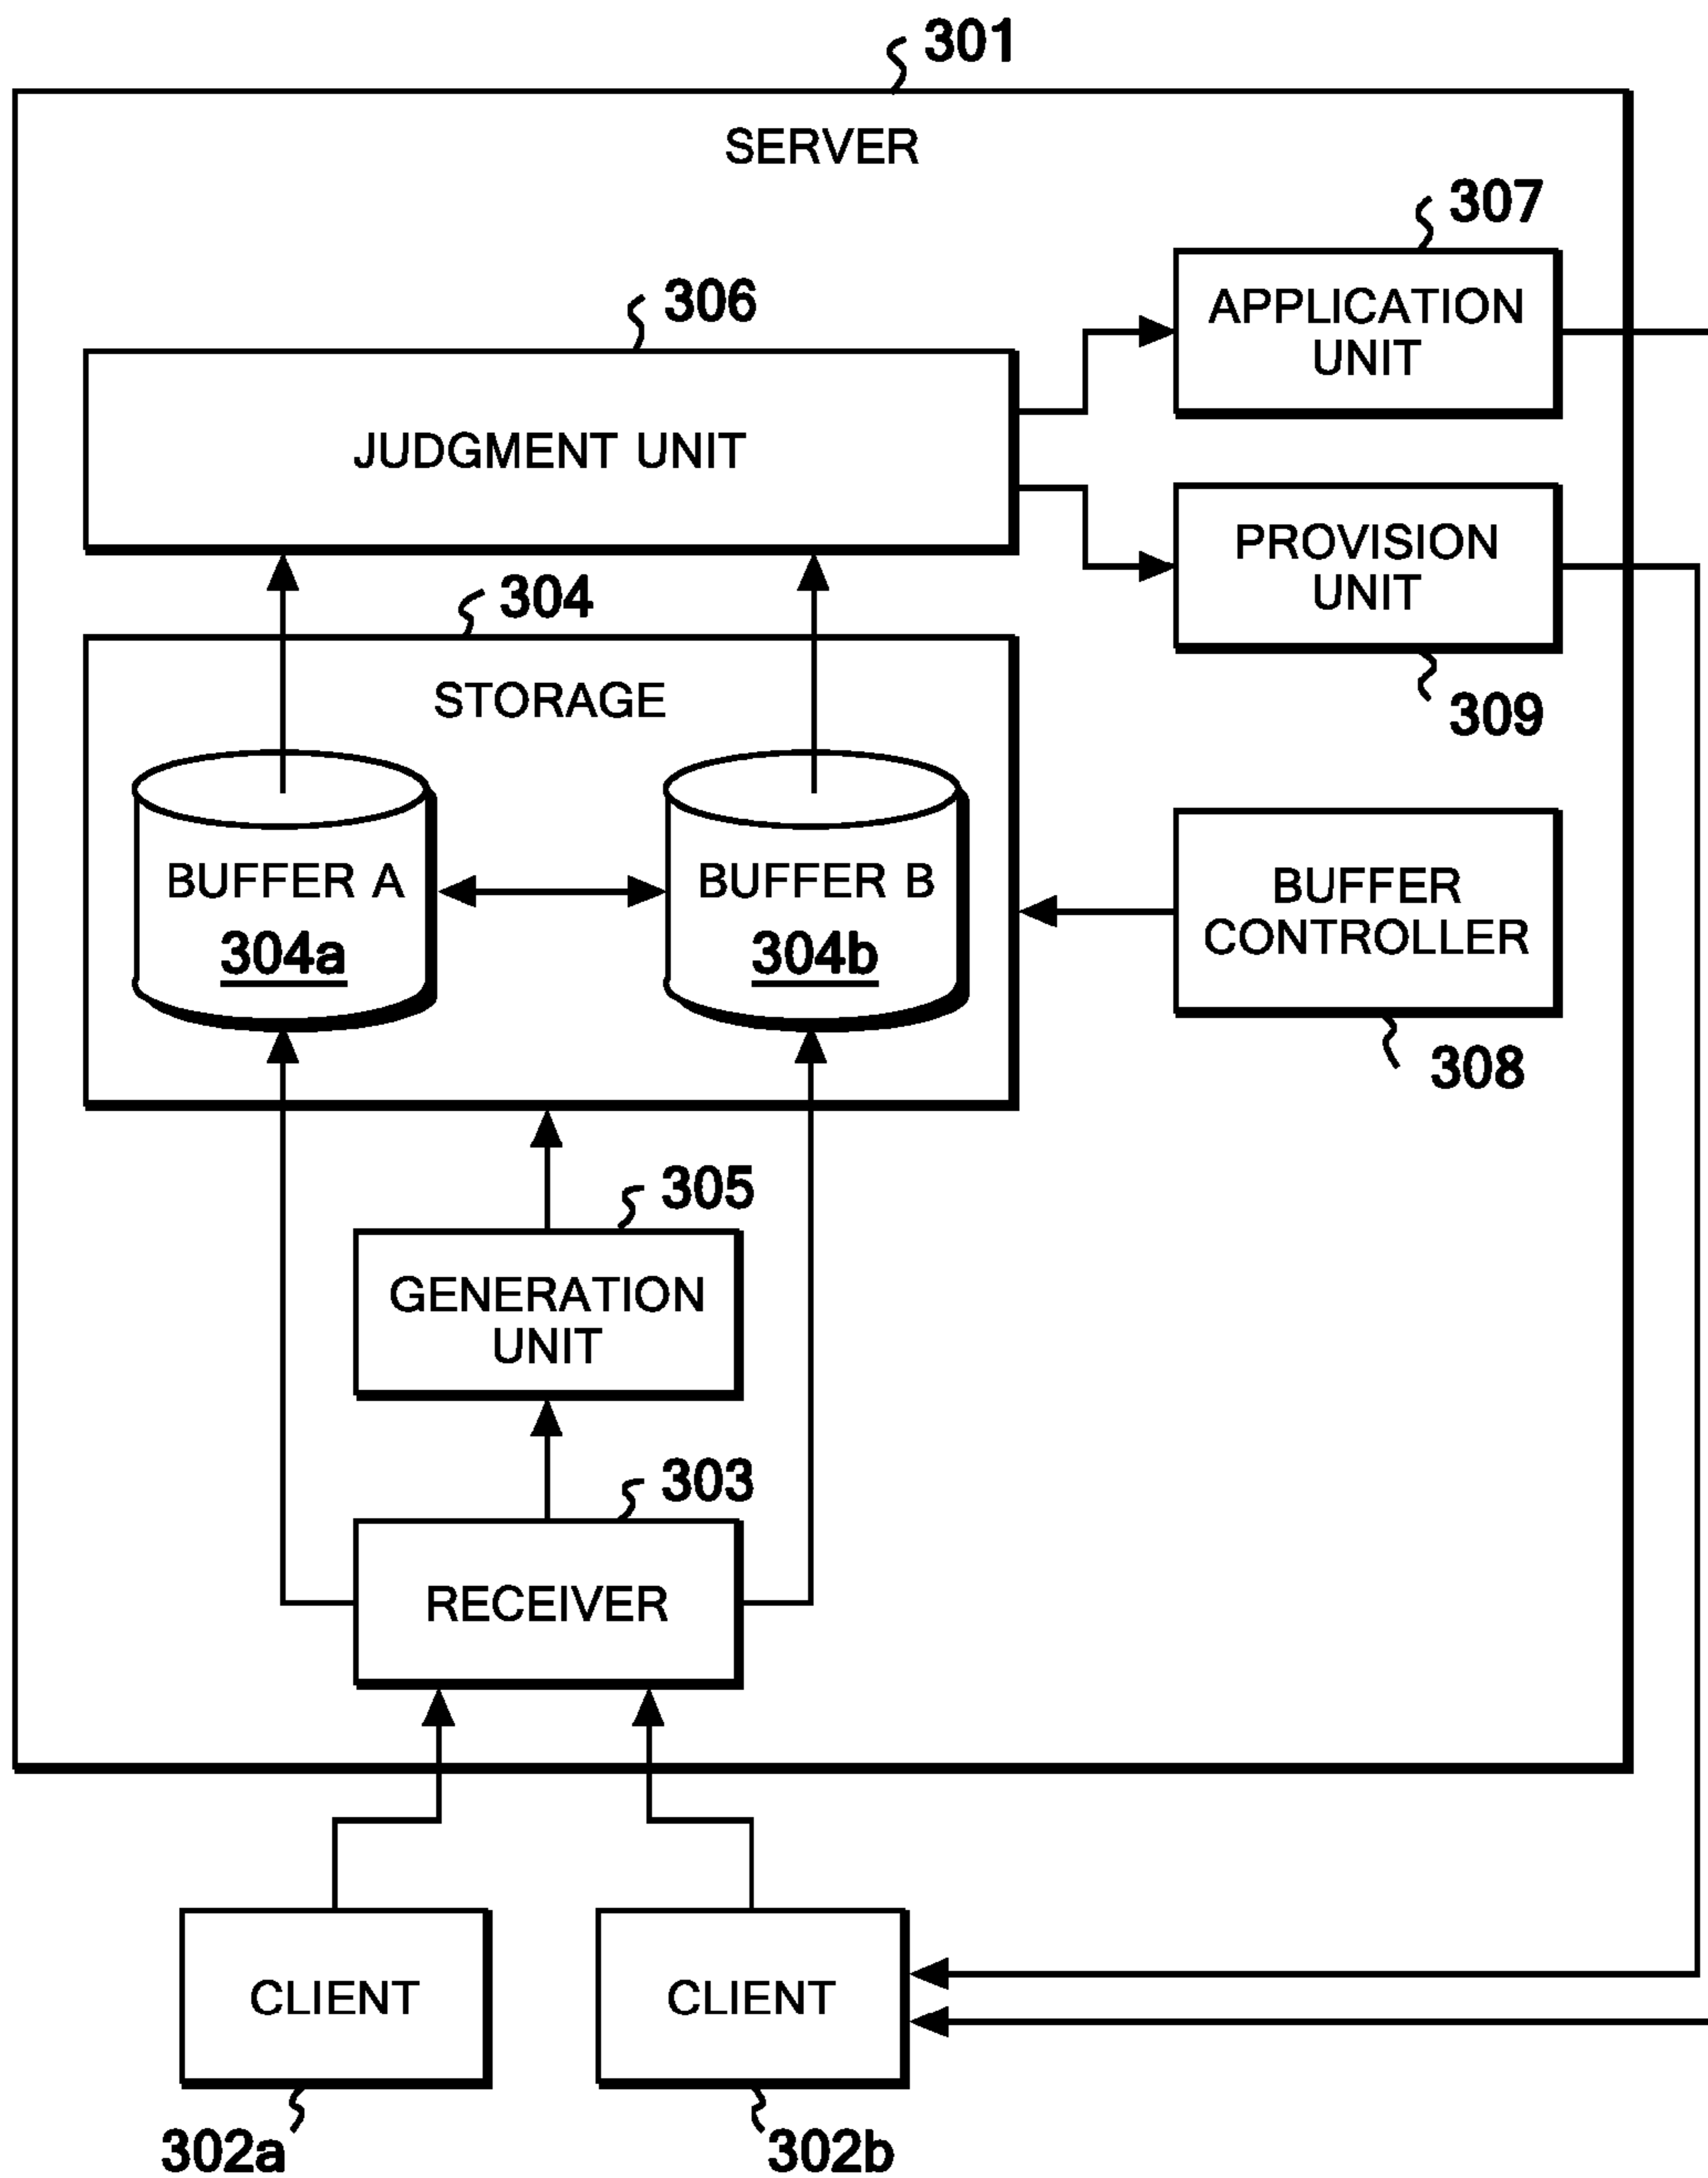 301
SERVER
307
APPLICATION
UNIT
306
JUDGMENT UNIT
PROVISION
UNIT
309
304
STORAGE
BUFFER A
304a
BUFFER B
304b
BUFFER
CONTROLLER
308
305
GENERATION
UNIT
303
RECEIVER
CLIENT
302a
CLIENT
302b